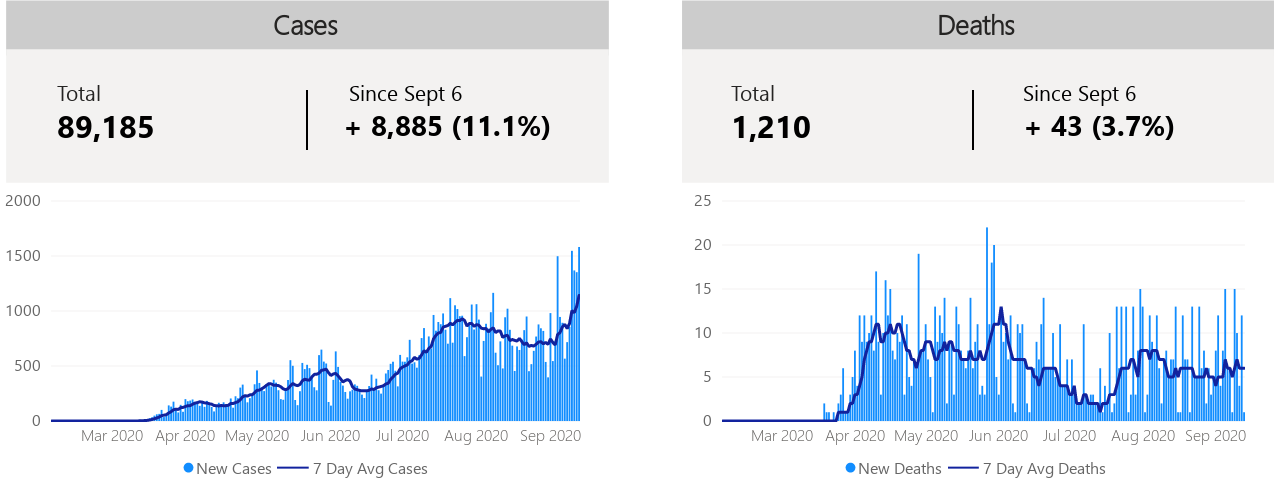 Cases
Total
89,185
Since Sept 6
+ 8,885 (11.1%)
2000
1500
1000
500
0
Mar 2020 Apr 2020 May 2020 Jun 2020 Jul 2020 Aug 2020 Sep 2020
New Cases 7 Day Avg Cases
Deaths
Total
1,210
Since Sept 6
+ 43 (3.7%)
25
20
15
10
5
0
Mar 2020 Apr 2020 May 2020 Jun 2020 Jul 2020 Aug 2020 Sep 2020
New Deaths 7 Day Avg Deaths